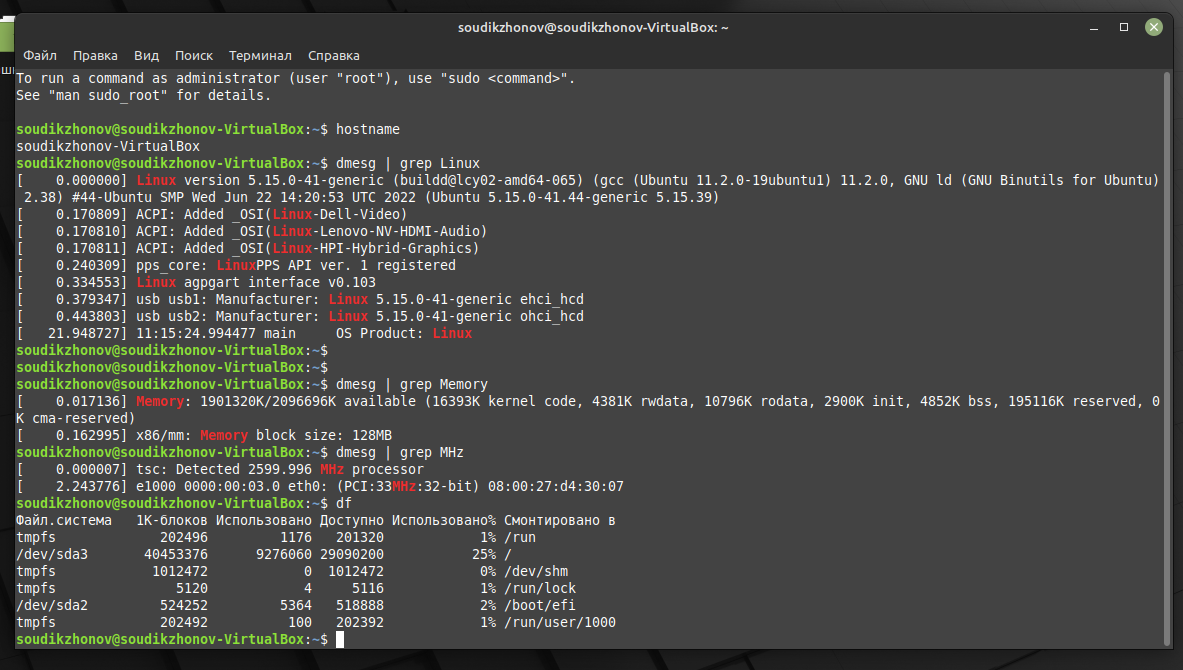 soudikzhonov@soudikzhonov-VirtualBox: ~
Файл Правка Вид Поиск Терминал Справка
To run a command as administrator (user "root"), use "sudo <command>".
See "man sudo_root" for details.
soudikzhonov@soudikzhonov-VirtualBox:~$ hostname
soudikzhonov-VirtualBox
soudikzhonov@soudikzhonov-VirtualBox:~$ dmesg | grep Linux
[    0.000000] Linux version 5.15.0-41-generic (buildd@lcy02-amd64-065) (gcc (Ubuntu 11.2.0-19ubuntu1) 11.2.0, GNU ld (GNU Binutils for Ubuntu)
 2.38) #44-Ubuntu SMP Wed Jun 22 14:20:53 UTC 2022 (Ubuntu 5.15.0-41.44-generic 5.15.39)
[    0.170809] ACPI: Added _OSI(Linux-Dell-Video)
[    0.170810] ACPI: Added _OSI(Linux-Lenovo-NV-HDMI-Audio)
[    0.170811] ACPI: Added _OSI(Linux-HPI-Hybrid-Graphics)
[    0.240309] pps_core: LinuxPPS API ver. 1 registered
[    0.334553] Linux agpgart interface v0.103
[    0.379347] usb usb1: Manufacturer: Linux 5.15.0-41-generic ehci_hcd
[    0.443803] usb usb2: Manufacturer: Linux 5.15.0-41-generic ohci_hcd
[   21.948727] 11:15:24.994477 main     OS Product: Linux
soudikzhonov@soudikzhonov-VirtualBox:~$
soudikzhonov@soudikzhonov-VirtualBox:~$
soudikzhonov@soudikzhonov-VirtualBox:~$ dmesg | grep Memory
[    0.017136] Memory: 1901320K/2096696K available (16393K kernel code, 4381K rwdata, 10796K rodata, 2900K init, 4852K bss, 195116K reserved, 0
K cma-reserved)
[    0.162995] x86/mm: Memory block size: 128MB
soudikzhonov@soudikzhonov-VirtualBox:~$ dmesg | grep MHz
[    0.000007] tsc: Detected 2599.996 MHz processor
[    2.243776] e1000 0000:00:03.0 eth0: (PCI:33MHz:32-bit) 08:00:27:d4:30:07
soudikzhonov@soudikzhonov-VirtualBox:~$ df
Файл.система   1K-блоков Использовано Доступно Использовано% Смонтировано в
tmpfs             202496         1176   201320            1% /run
/dev/sda3       40453376      9276060 29090200           25% /
tmpfs            1012472            0  1012472            0% /dev/shm
tmpfs               5120            4     5116            1% /run/lock
/dev/sda2         524252         5364   518888            2% /boot/efi
tmpfs             202492          100   202392            1% /run/user/1000
soudikzhonov@soudikzhonov-VirtualBox:~$